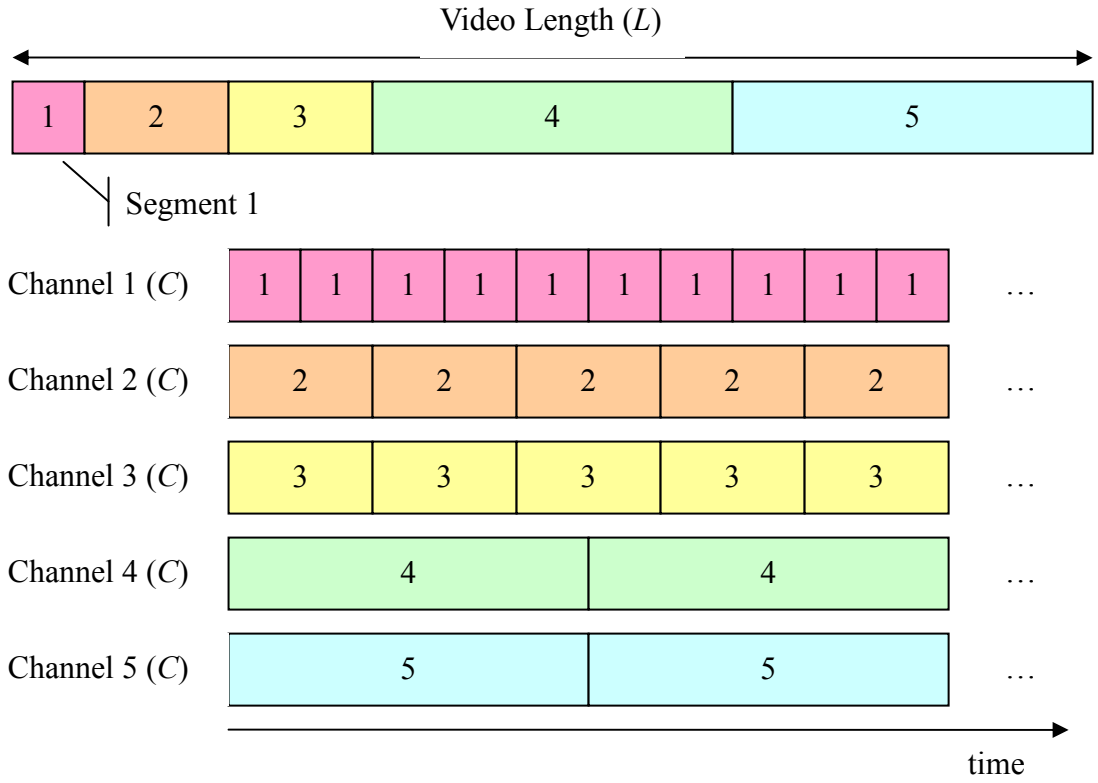 Video Length (L)
1 2 3 4 5
Segment 1
Channel 1 (C) 1 1 1 1 1 1 1 1 1 1 …
Channel 2 (C) 2 2 2 2 2 …
Channel 3 (C) 3 3 3 3 3 …
Channel 4 (C) 4 4 …
Channel 5 (C) 5 5 …
time